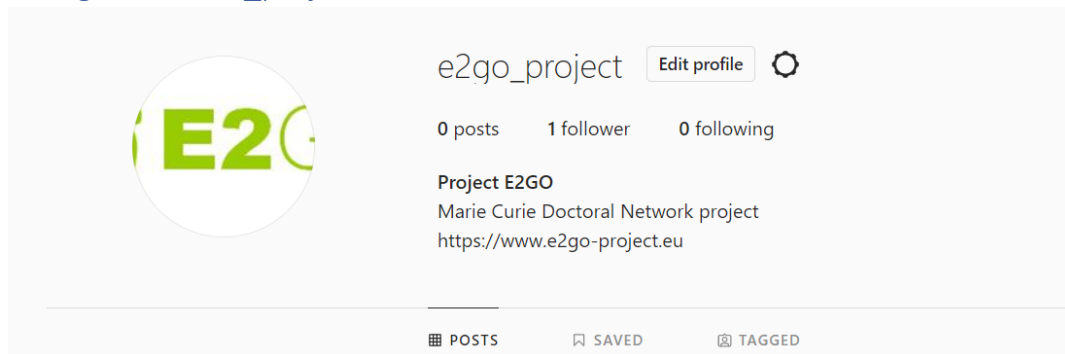 e2go_project Edit profile
E2G
0 posts 1 follower 0 following
Project E2GO
Marie Curie Doctoral Network project
https://www.e2go-project.eu
POSTS SAVED TAGGED